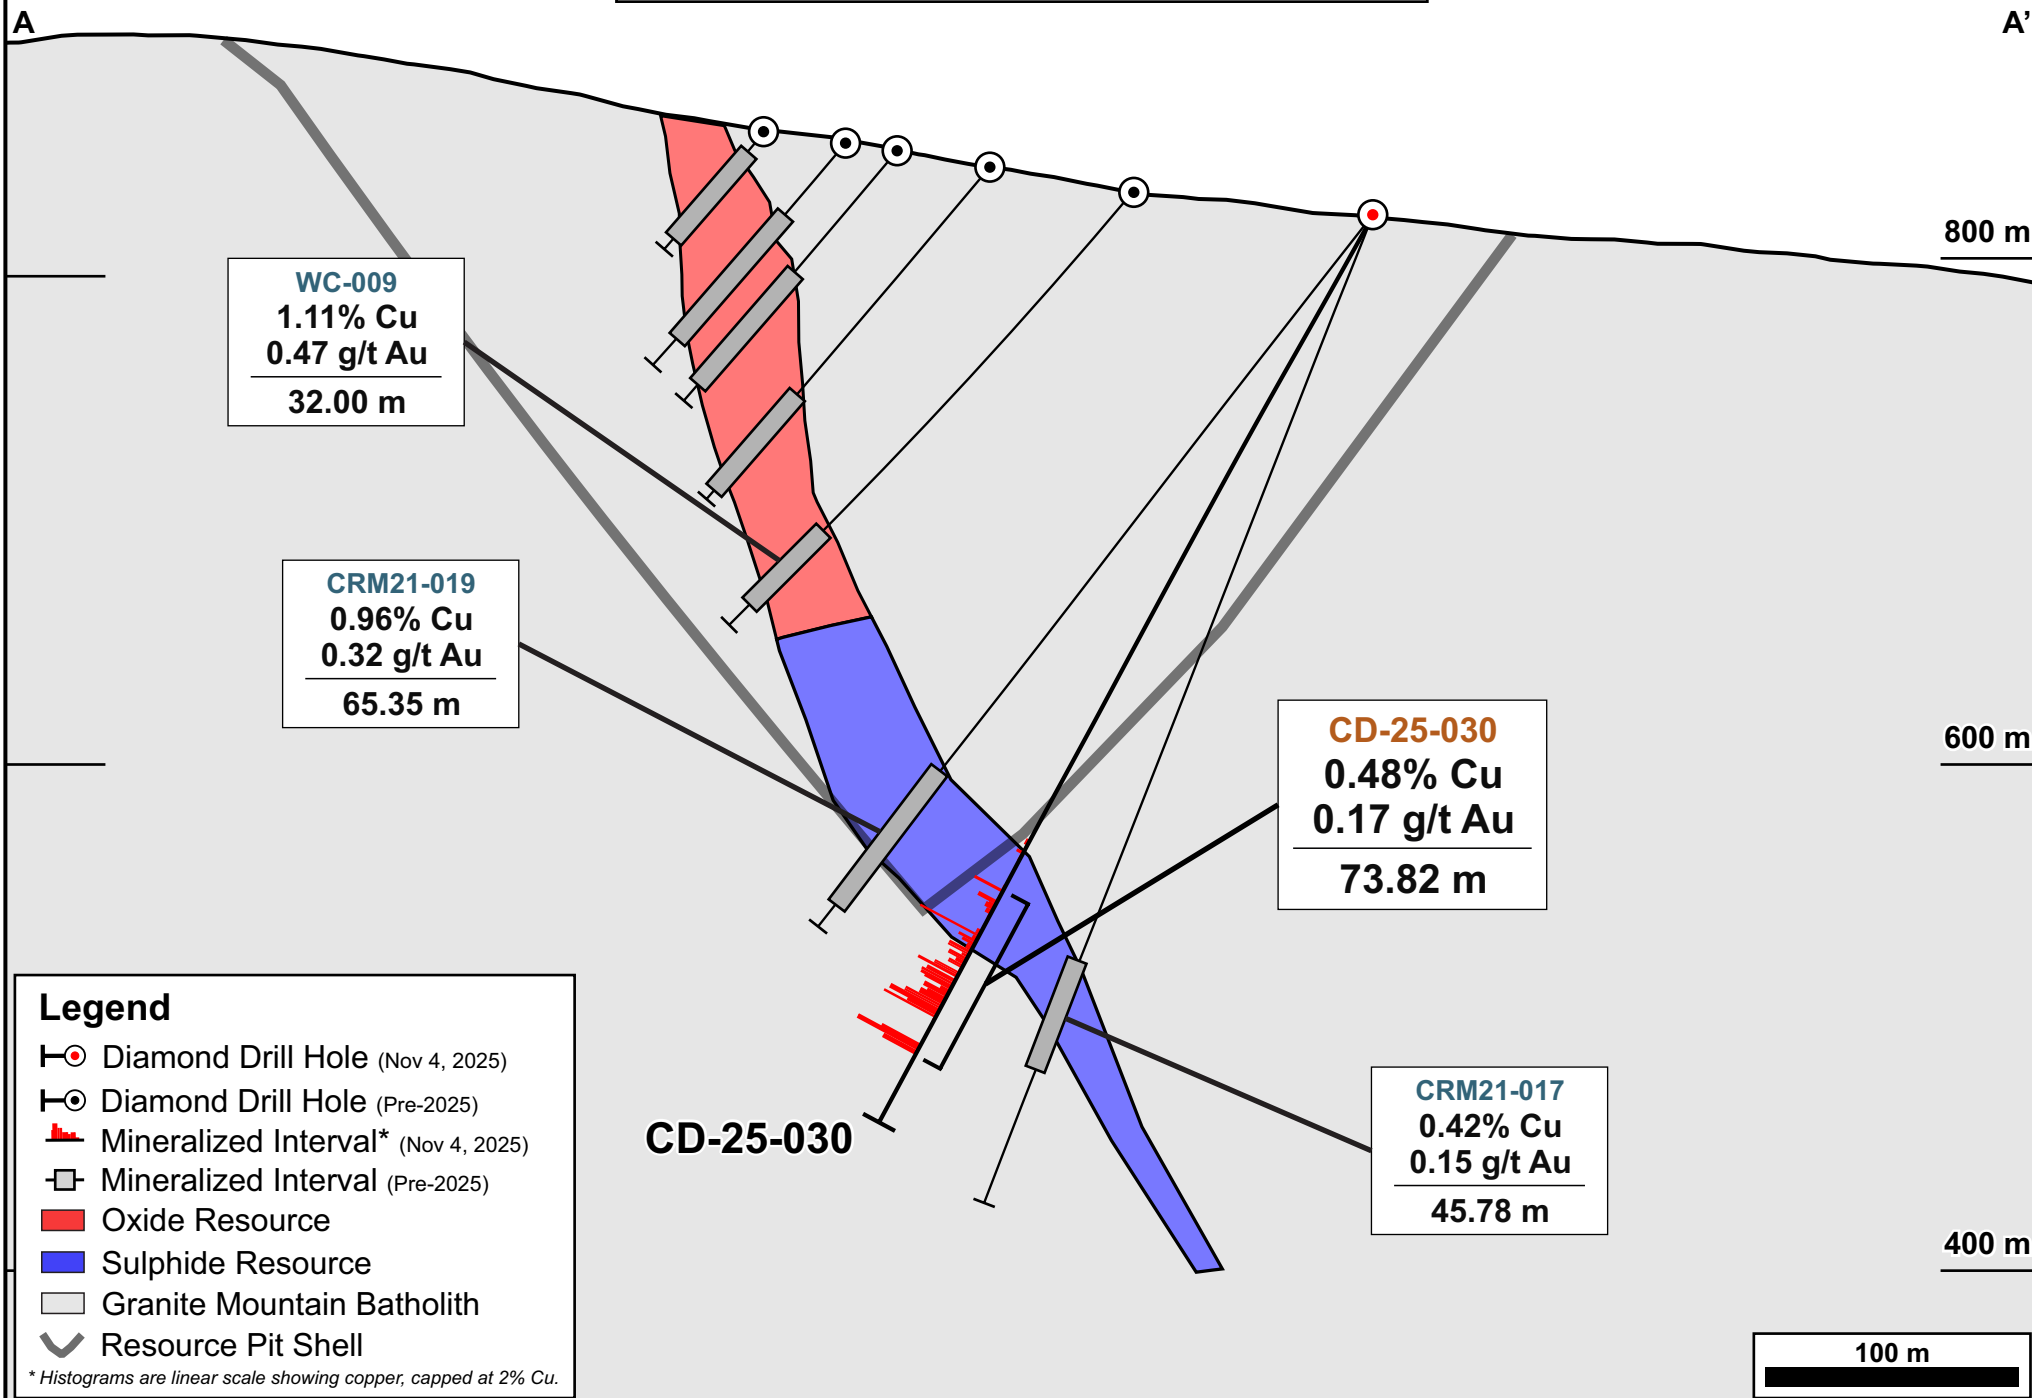 A
A’
800 m
WC-009
1.11% Cu
0.47 g/t Au
32.00 m
CRM21-019
0.96% Cu
0.32 g/t Au
65.35 m
CD-25-030
0.48% Cu
0.17 g/t Au
73.82 m
600 m
CD-25-030
CRM21-017
0.42% Cu
0.15 g/t Au
45.78 m
400 m
Legend
Diamond Drill Hole (Nov 4, 2025)
Diamond Drill Hole (Pre-2025)
Mineralized Interval* (Nov 4, 2025)
Mineralized Interval (Pre-2025)
Oxide Resource
Sulphide Resource
Granite Mountain Batholith
Resource Pit Shell
* Histograms are linear scale showing copper, capped at 2% Cu.
100 m